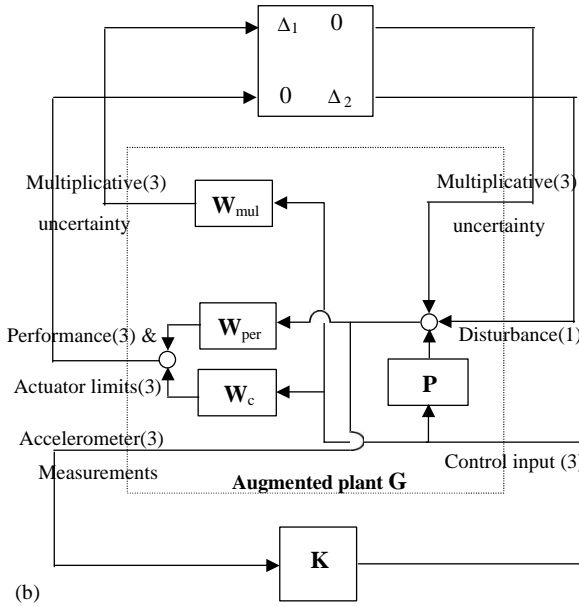 Δ1 0
0 Δ2
Multiplicative(3)
uncertainty
Wmul
Multiplicative(3)
uncertainty
Performance(3) &
Wper
Disturbance(1)
Actuator limits(3)
Wc
P
Accelerometer(3)
Measurements
Control input (3)
Augmented plant G
K
(b)